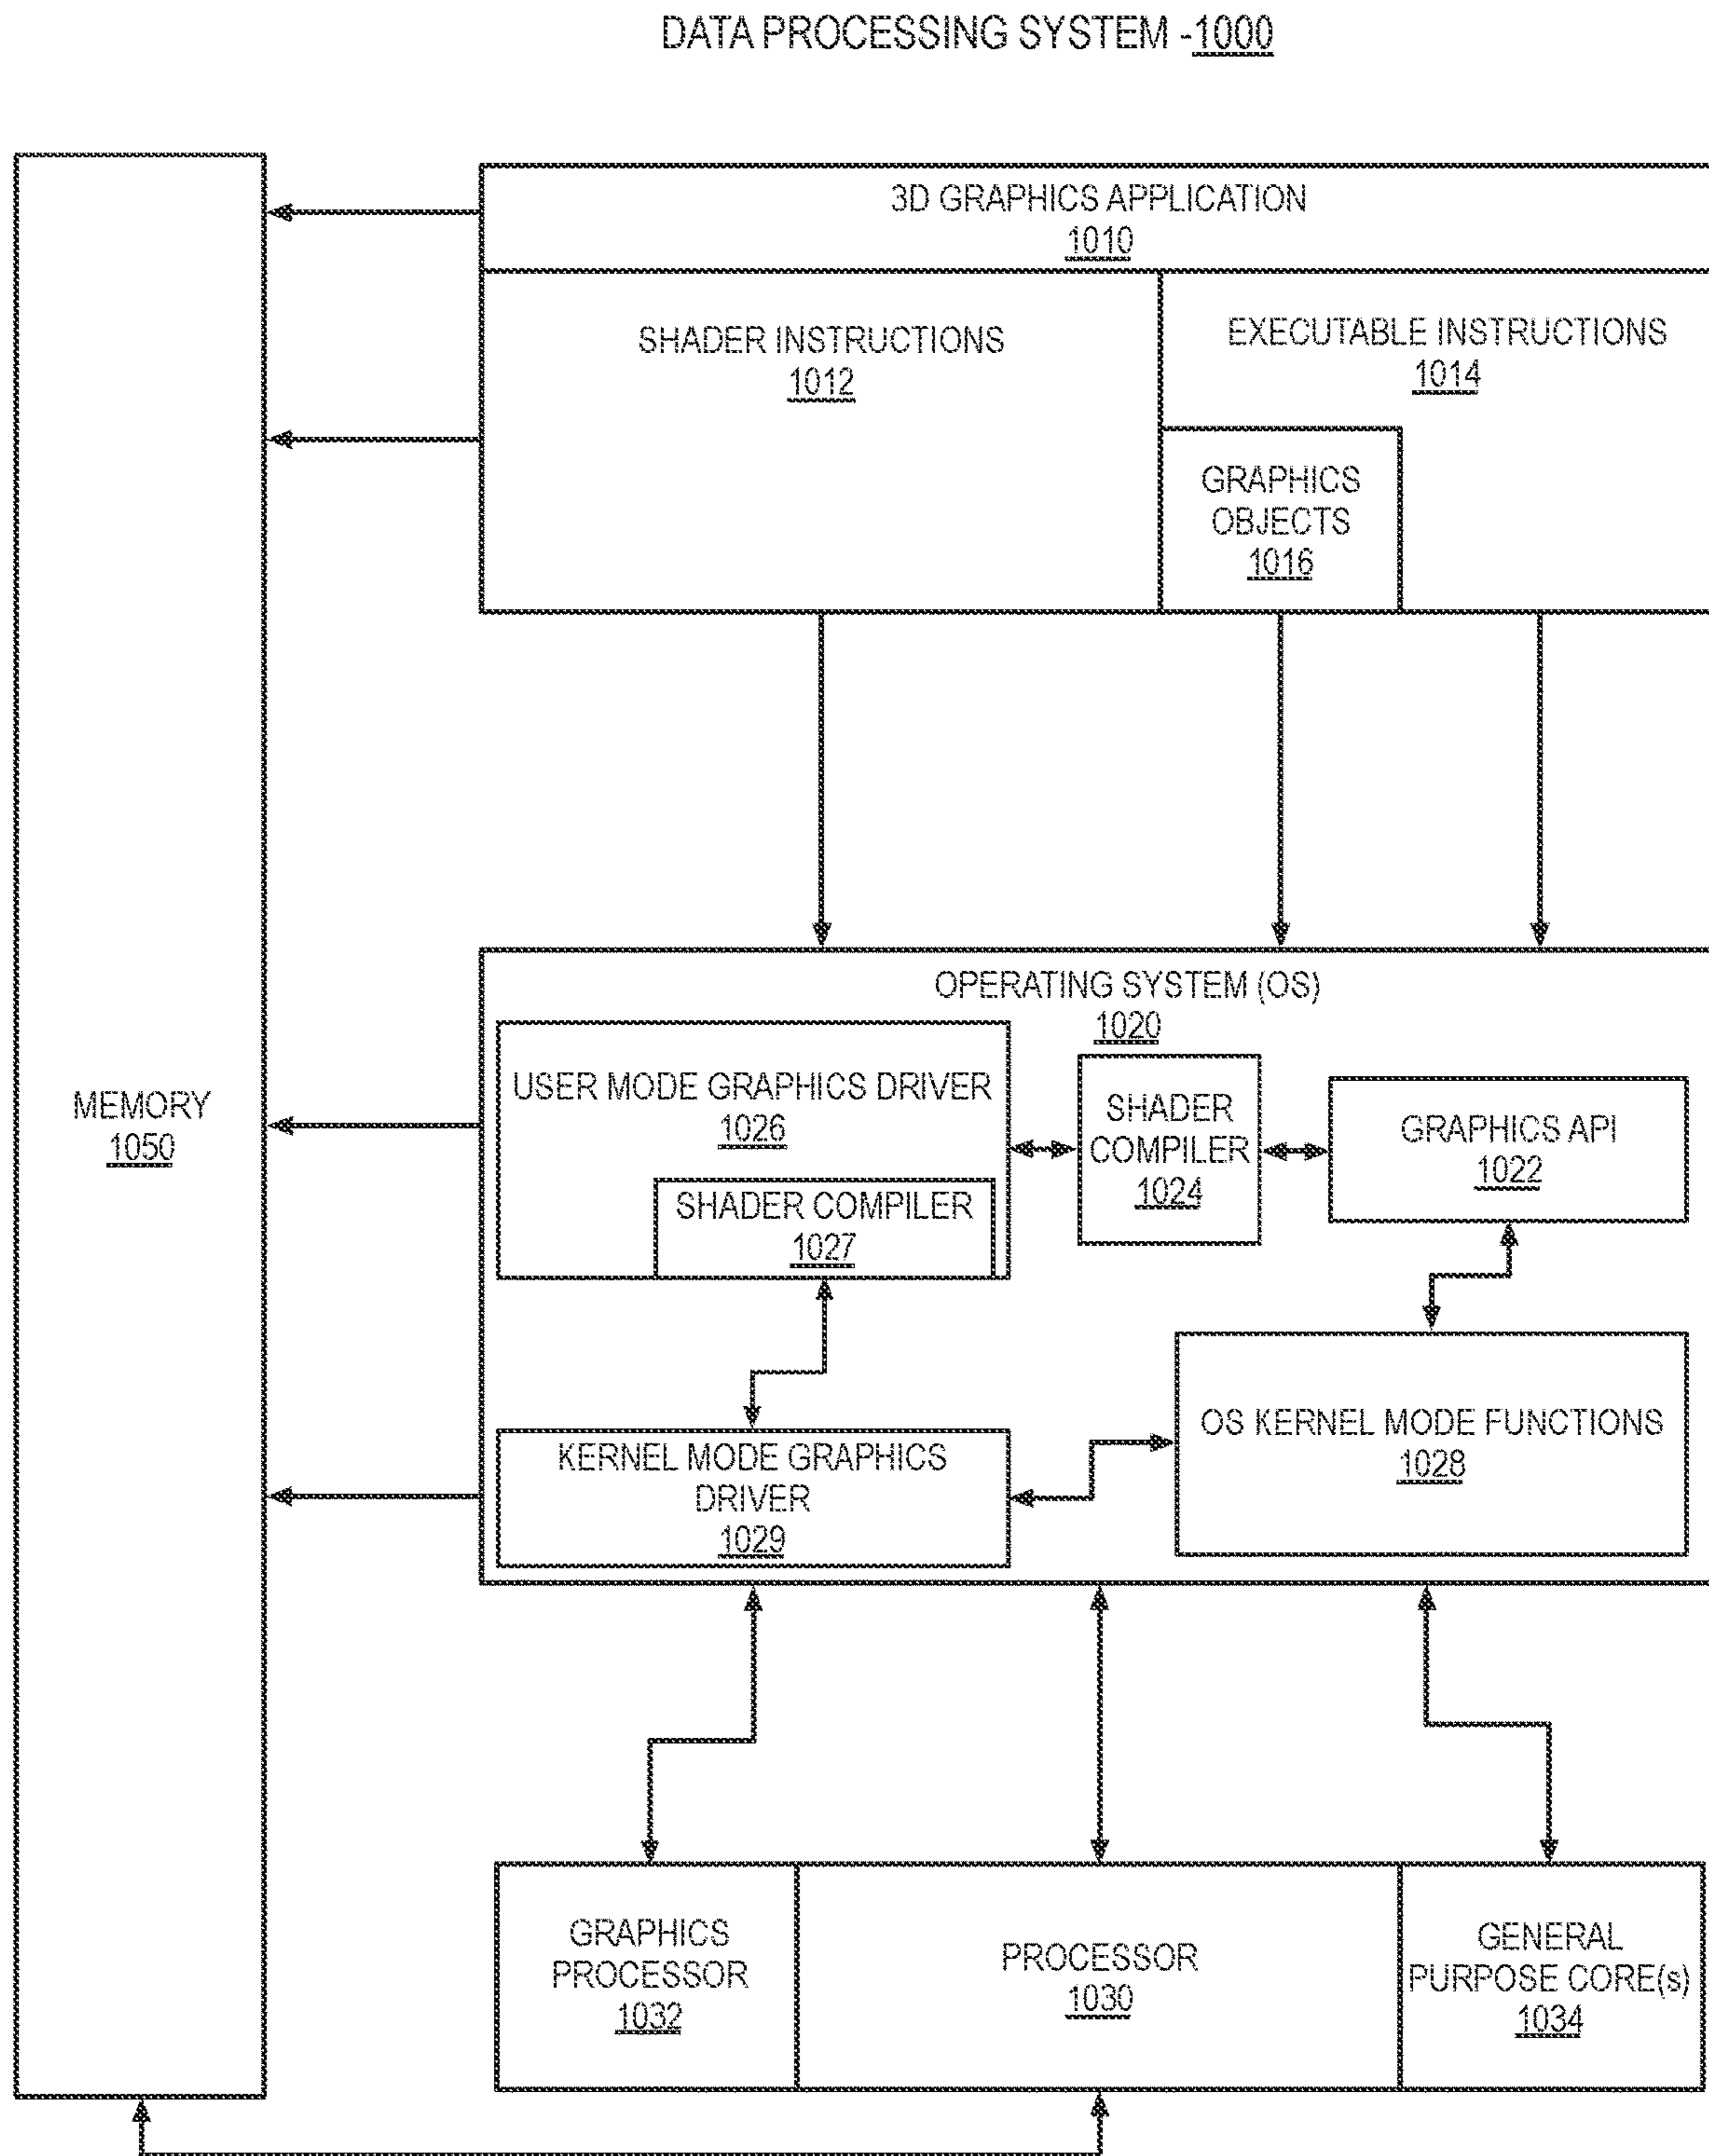 DATA PROCESSING SYSTEM -1000
3D GRAPHICS APPLICATION
1010
SHADER INSTRUCTIONS
1012
EXECUTABLE INSTRUCTIONS
1014
GRAPHICS
OBJECTS
1016
MEMORY
1050
OPERATING SYSTEM (OS)
1020
USER MODE GRAPHICS DRIVER
1026
SHADER COMPILER
1027
SHADER
COMPILER
1024
GRAPHICS API
1022
KERNEL MODE GRAPHICS
DRIVER
1029
OS KERNEL MODE FUNCTIONS
1028
GRAPHICS
PROCESSOR
1032
PROCESSOR
1030
GENERAL
PURPOSE CORE(s)
1034